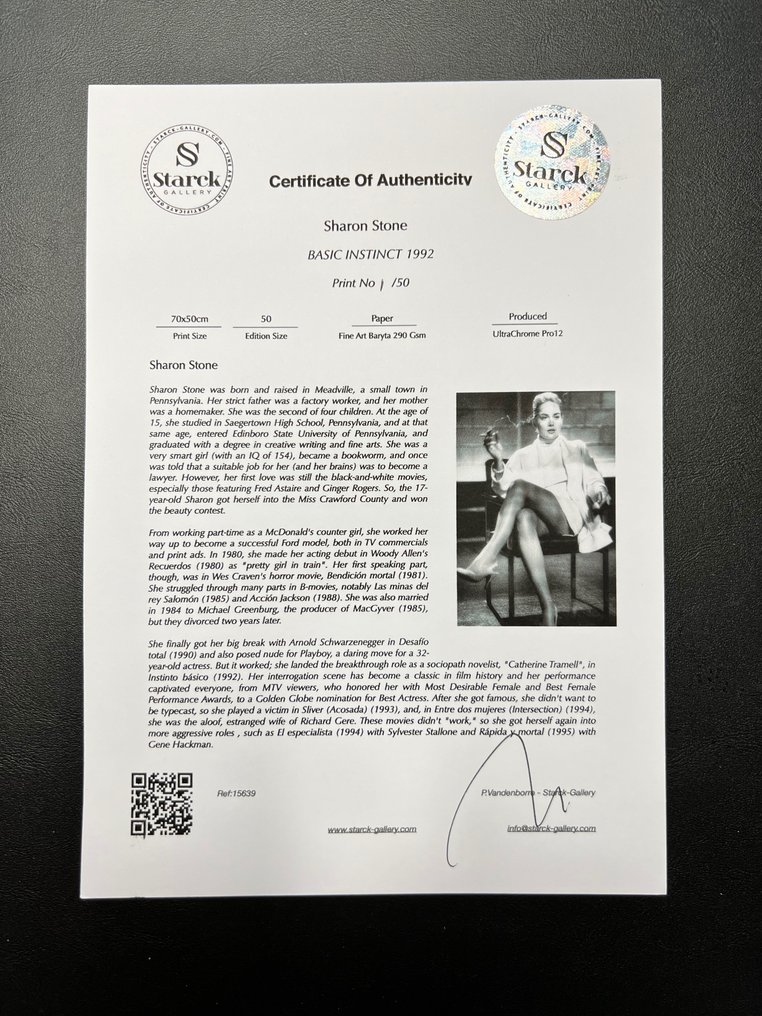 STARCK-GALLERY.COM · FINE ART PRINT · CERTIFICATE OF AUTHENTICITY ·
S
Starck
GALLERY
STARCK-GALLERY.COM · FINE ART PRINT · CERTIFICATE OF AUTHENTICITY ·
S
Starck
GALLERY
Certificate Of Authenticity
Sharon Stone
BASIC INSTINCT 1992
Print No 1 /50
70x50cm 50 Paper Produced
Print Size Edition Size Fine Art Baryta 290 Gsm UltraChrome Pro12
Sharon Stone
Sharon Stone was born and raised in Meadville, a small town in
Pennsylvania. Her strict father was a factory worker, and her mother
was a homemaker. She was the second of four children. At the age of
15, she studied in Saegertown High School, Pennsylvania, and at that
same age, entered Edinboro State University of Pennsylvania, and
graduated with a degree in creative writing and fine arts. She was a
very smart girl (with an IQ of 154), became a bookworm, and once
was told that a suitable job for her (and her brains) was to become a
lawyer. However, her first love was still the black-and-white movies,
especially those featuring Fred Astaire and Ginger Rogers. So, the 17-
year-old Sharon got herself into the Miss Crawford County and won
the beauty contest.
From working part-time as a McDonald's counter girl, she worked her
way up to become a successful Ford model, both in TV commercials
and print ads. In 1980, she made her acting debut in Woody Allen's
Recuerdos (1980) as "pretty girl in train". Her first speaking part,
though, was in Wes Craven's horror movie, Bendición mortal (1981).
She struggled through many parts in B-movies, notably Las minas del
rey Salomón (1985) and Acción Jackson (1988). She was also married
in 1984 to Michael Greenburg, the producer of MacGyver (1985),
but they divorced two years later.
She finally got her big break with Arnold Schwarzenegger in Desafío
total (1990) and also posed nude for Playboy, a daring move for a 32-
year-old actress. But it worked; she landed the breakthrough role as a sociopath novelist, "Catherine Tramell", in
Instinto básico (1992). Her interrogation scene has become a classic in film history and her performance
captivated everyone, from MTV viewers, who honored her with Most Desirable Female and Best Female
Performance Awards, to a Golden Globe nomination for Best Actress. After she got famous, she didn't want to
be typecast, so she played a victim in Sliver (Acosada) (1993), and, in Entre dos mujeres (Intersection) (1994),
she was the aloof, estranged wife of Richard Gere. These movies didn't "work," so she got herself again into
more aggressive roles , such as El especialista (1994) with Sylvester Stallone and Rápida y mortal (1995) with
Gene Hackman.
Ref:15639
P.Vandenborre - Starck-Gallery
www.starck-gallery.com
info@starck-gallery.com